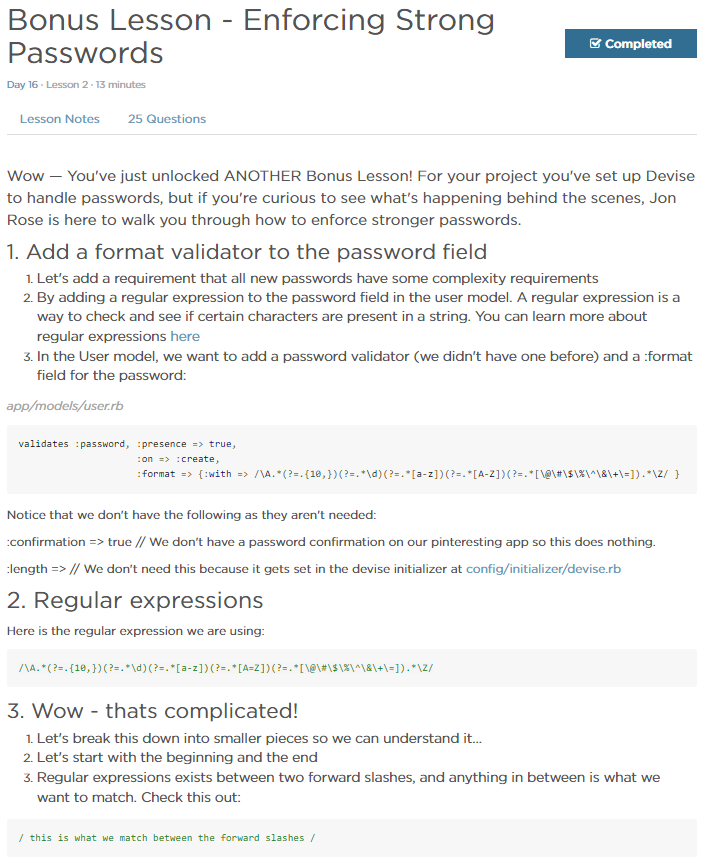 Bonus Lesson - Enforcing Strong
Passwords
Completed
Day 16 · Lesson 2 · 13 minutes
Lesson Notes 25 Questions
Wow — You've just unlocked ANOTHER Bonus Lesson! For your project you've set up Devise
to handle passwords, but if you're curious to see what's happening behind the scenes, Jon
Rose is here to walk you through how to enforce stronger passwords.
1. Add a format validator to the password field
1. Let's add a requirement that all new passwords have some complexity requirements
2. By adding a regular expression to the password field in the user model. A regular expression is a
way to check and see if certain characters are present in a string. You can learn more about
regular expressions here
3. In the User model, we want to add a password validator (we didn't have one before) and a :format
field for the password:
app/models/user.rb
validates :password, :presence => true,
:on => :create,
:format => {:with => /\A.*(?=.{10,})(?=.*\d)(?=.*[a-z])(?=.*[A-Z])(?=.*[\@\#\$\%\^\&\+\=]).*\Z/ }
Notice that we don't have the following as they aren't needed:
:confirmation => true // We don't have a password confirmation on our pinteresting app so this does nothing.
:length => // We don't need this because it gets set in the devise initializer at config/initializer/devise.rb
2. Regular expressions
Here is the regular expression we are using:
/\A.*(?=.{10,})(?=.*\d)(?=.*[a-z])(?=.*[A=Z])(?=.*[\@\#\$\%\^\&\+\=]).*\Z/
3. Wow - thats complicated!
1. Let's break this down into smaller pieces so we can understand it...
2. Let's start with the beginning and the end
3. Regular expressions exists between two forward slashes, and anything in between is what we
want to match. Check this out:
/ this is what we match between the forward slashes /